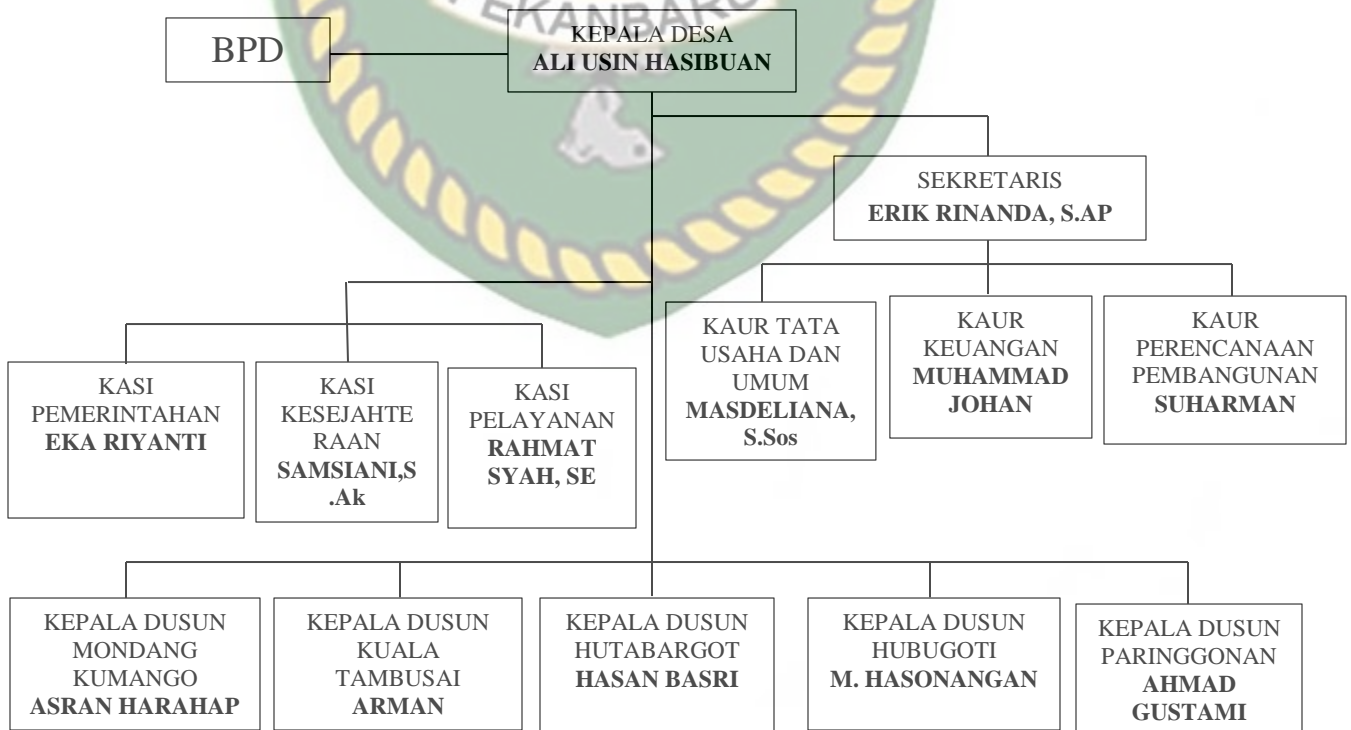 PEKANBARU
BPD
KEPALA DESA
ALI USIN HASIBUAN
SEKRETARIS
ERIK RINANDA, S.AP
KASI
PEMERINTAHAN
EKA RIYANTI
KASI
KESEJAHTE
RAAN
SAMSIANI,S
.Ak
KASI
PELAYANAN
RAHMAT
SYAH, SE
KAUR TATA
USAHA DAN
UMUM
MASDELIANA,
S.Sos
KAUR
KEUANGAN
MUHAMMAD
JOHAN
KAUR
PERENCANAAN
PEMBANGUNAN
SUHARMAN
KEPALA DUSUN
MONDANG
KUMANGO
ASRAN HARAHAP
KEPALA DUSUN
KUALA
TAMBUSAI
ARMAN
KEPALA DUSUN
HUTABARGOT
HASAN BASRI
KEPALA DUSUN
HUBUGOTI
M. HASONANGAN
KEPALA DUSUN
PARINGGONAN
AHMAD
GUSTAMI